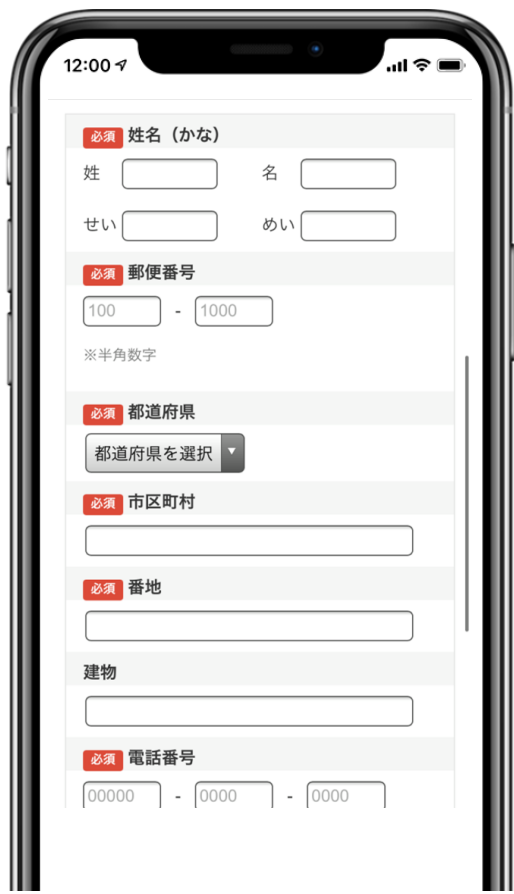 12:00
必須 姓名（かな）
姓 名
せい めい
必須 郵便番号
100 - 1000
※半角数字
必須 都道府県
都道府県を選択
必須 市区町村
必須 番地
建物
必須 電話番号
00000 - 0000 - 0000